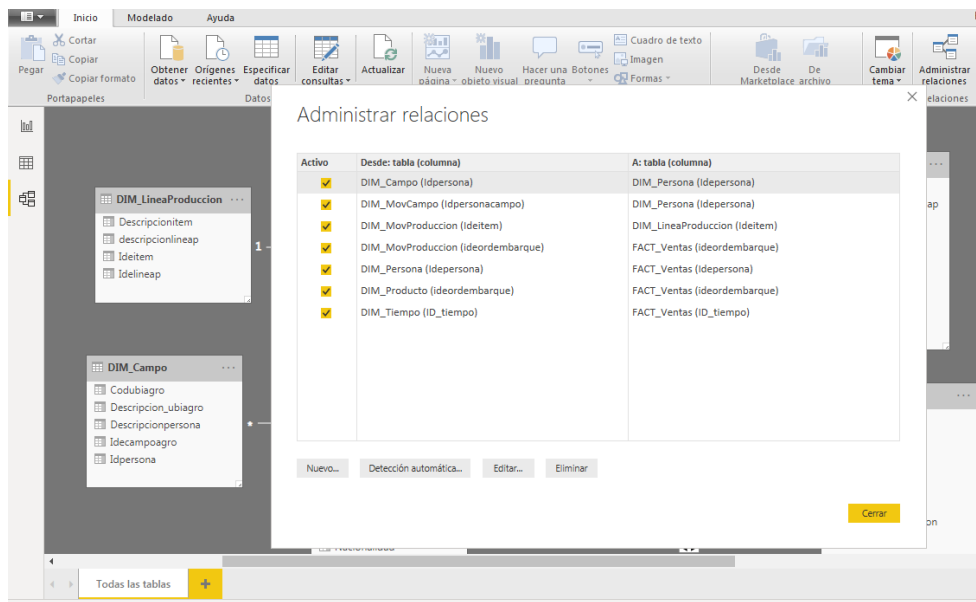 Inicio Modelado Ayuda
Pegar
Cortar
Copiar
Copiar formato
Portapapeles
Obtener datos
Orígenes recientes
Especificar datos
Datos
Editar consultas
Actualizar
Nueva página
Nuevo objeto visual
Hacer una pregunta
Botones
Cuadro de texto
Imagen
Formas
Desde Marketplace
De archivo
Cambiar tema
Administrar relaciones
elaciones
Administrar relaciones
Activo Desde: tabla (columna) A: tabla (columna)
DIM_Campo (Idpersona) DIM_Persona (Idepersona)
DIM_MovCampo (Idpersonacampo) DIM_Persona (Idepersona)
DIM_MovProduccion (Ideitem) DIM_LineaProduccion (Ideitem)
DIM_MovProduccion (ideordembarque) FACT_Ventas (ideordembarque)
DIM_Persona (Idepersona) FACT_Ventas (Idepersona)
DIM_Producto (ideordembarque) FACT_Ventas (ideordembarque)
DIM_Tiempo (ID_tiempo) FACT_Ventas (ID_tiempo)
Nuevo... Detección automática... Editar... Eliminar
Cerrar
DIM_LineaProduccion ...
Descripcionitem
descripcionlineap
Ideitem
Idelineap
1
DIM_Campo ...
Codubiagro
Descripcion_ubiagro
Descripcionpersona
Idecampoagro
Idpersona
*
...
ap
...
on
Nacionalidad
Todas las tablas +